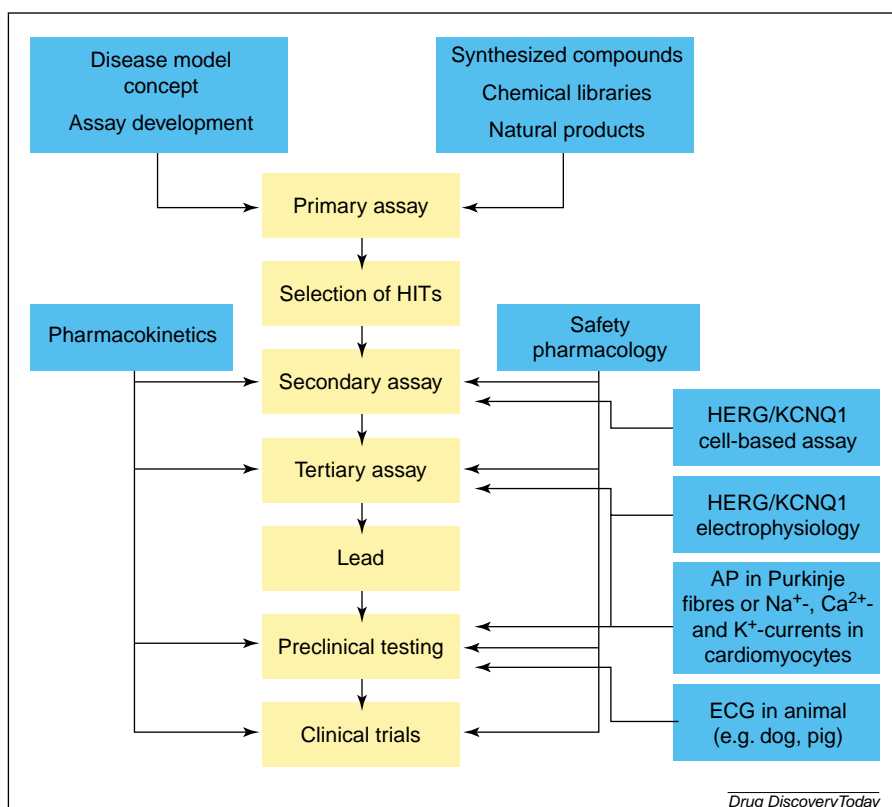 Disease model
concept
Assay development
Synthesized compounds
Chemical libraries
Natural products
Primary assay
Selection of HITs
Pharmacokinetics
Safety
pharmacology
Secondary assay
HERG/KCNQ1
cell-based assay
Tertiary assay
HERG/KCNQ1
electrophysiology
Lead
AP in Purkinje
fibres or Na⁺-, Ca²⁺-
and K⁺-currents in
cardiomyocytes
Preclinical testing
ECG in animal
(e.g. dog, pig)
Clinical trials
Drug Discovery Today